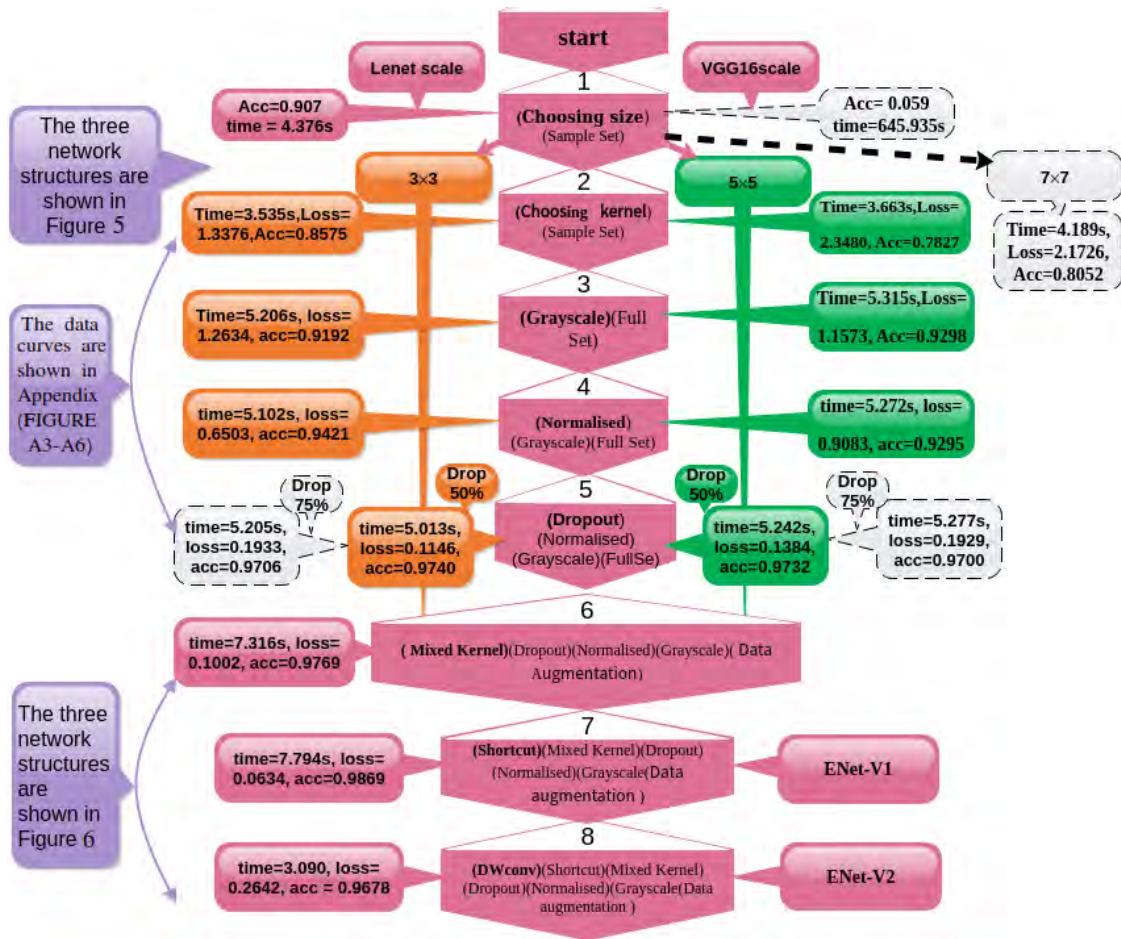 start
Lenet scale
VGG16scale
1
Acc=0.907
time = 4.376s
(Choosing size)
(Sample Set)
Acc= 0.059
time=645.935s
The three
network
structures are
shown in
Figure 5
3×3
5×5
7×7
2
Time=3.535s,Loss=
1.3376,Acc=0.8575
(Choosing kernel)
(Sample Set)
Time=3.663s,Loss=
2.3480, Acc=0.7827
Time=4.189s,
Loss=2.1726,
Acc=0.8052
3
Time=5.206s, loss=
1.2634, acc=0.9192
(Grayscale)(Full
Set)
Time=5.315s,Loss=
1.1573, Acc=0.9298
The data
curves are
shown in
Appendix
(FIGURE
A3-A6)
4
time=5.102s, loss=
0.6503, acc=0.9421
(Normalised)
(Grayscale)(Full Set)
time=5.272s, loss=
0.9083, acc=0.9295
Drop
75%
Drop
50%
5
Drop
50%
Drop
75%
time=5.205s,
loss=0.1933,
acc=0.9706
time=5.013s,
loss=0.1146,
acc=0.9740
(Dropout)
(Normalised)
(Grayscale)(FullSe)
time=5.242s,
loss=0.1384,
acc=0.9732
time=5.277s,
loss=0.1929,
acc=0.9700
6
time=7.316s, loss=
0.1002, acc=0.9769
( Mixed Kernel)(Dropout)(Normalised)(Grayscale)( Data
Augmentation)
The three
network
structures
are
shown in
Figure 6
7
time=7.794s, loss=
0.0634, acc=0.9869
(Shortcut)(Mixed Kernel)(Dropout)
(Normalised)(Grayscale(Data
augmentation )
ENet-V1
8
time=3.090, loss=
0.2642, acc = 0.9678
(DWconv)(Shortcut)(Mixed Kernel)
(Dropout)(Normalised)(Grayscale(Data
augmentation )
ENet-V2